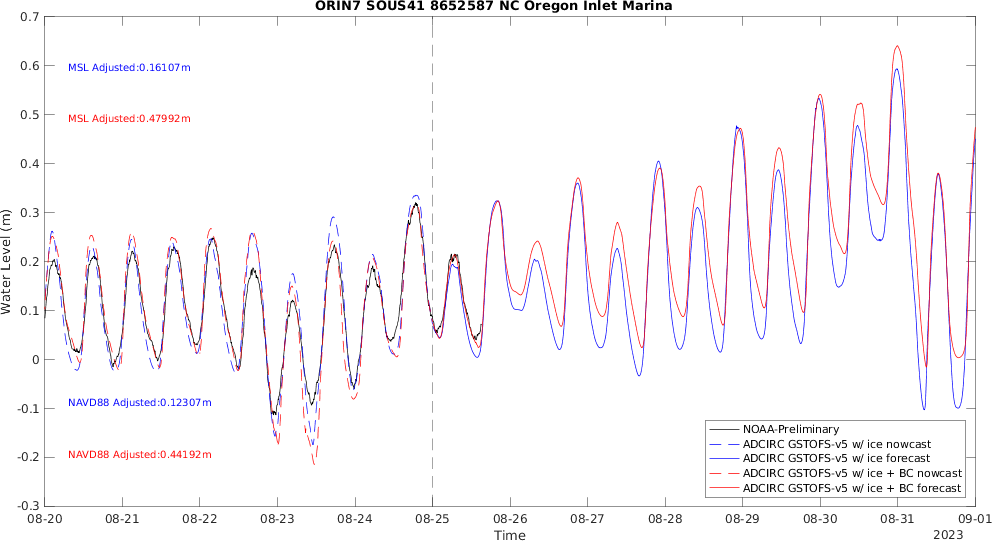 ORIN7 SOUS41 8652587 NC Oregon Inlet Marina
0.7
0.6
0.5
0.4
0.3
0.2
0.1
0
-0.1
-0.2
-0.3
Water Level (m)
MSL Adjusted:0.16107m
MSL Adjusted:0.47992m
NAVD88 Adjusted:0.12307m
NAVD88 Adjusted:0.44192m
NOAA-Preliminary
ADCIRC GSTOFS-v5 w/ ice nowcast
ADCIRC GSTOFS-v5 w/ ice forecast
ADCIRC GSTOFS-v5 w/ ice + BC nowcast
ADCIRC GSTOFS-v5 w/ ice + BC forecast
08-20 08-21 08-22 08-23 08-24 08-25 08-26 08-27 08-28 08-29 08-30 08-31 09-01
Time
2023